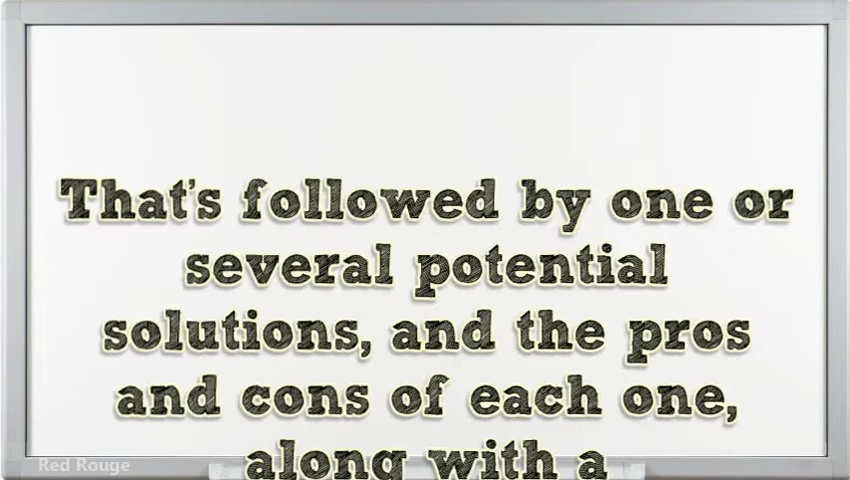 That's followed by one or
several potential
solutions, and the pros
and cons of each one,
along with a
Red Rouge